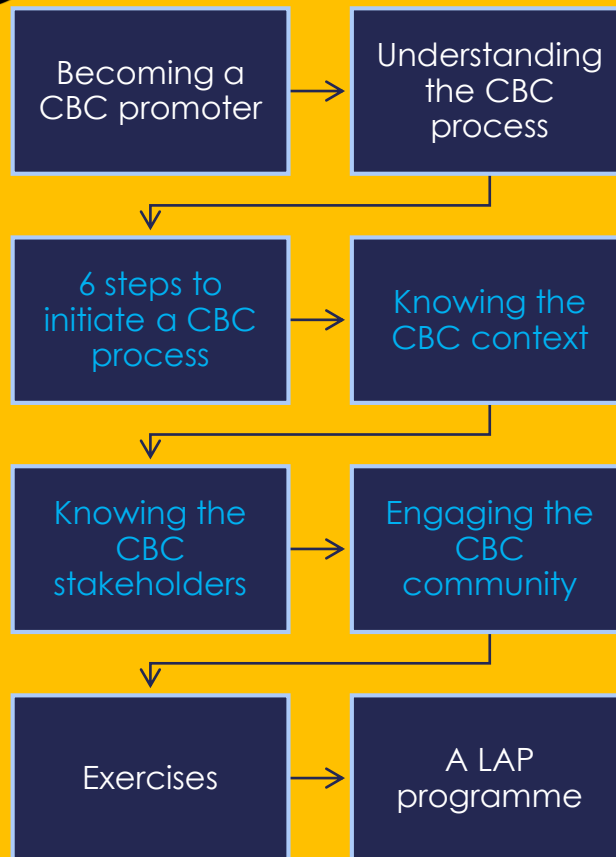 Becoming a
CBC promoter
Understanding
the CBC
process
6 steps to
initiate a CBC
process
Knowing the
CBC context
Knowing the
CBC
stakeholders
Engaging the
CBC
community
Exercises
A LAP
programme